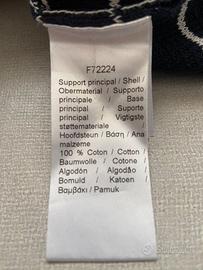 F72224
Support principal / Shell /
Obermaterial / Supporto
principale / Base
principal / Suporte
principal / Vigtigste
støttemateriale /
Hoofdsteun / Βάση / Ana
malzeme
100 % Coton / Cotton /
Baumwolle / Cotone /
Algodón / Algodão /
Bomuld / Katoen /
Βαμβάκι / Pamuk